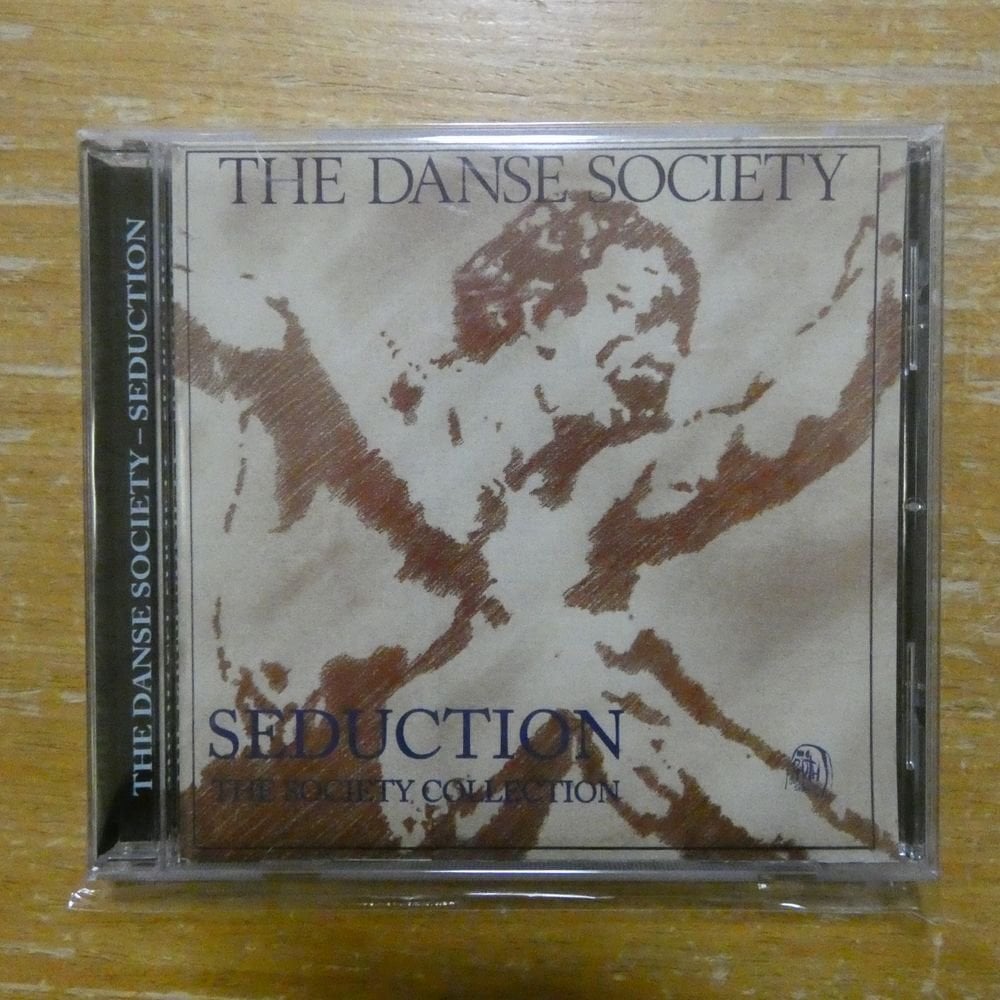 THE DANSE SOCIETY
THE DANSE SOCIETY – SEDUCTION
SEDUCTION
THE SOCIETY COLLECTION